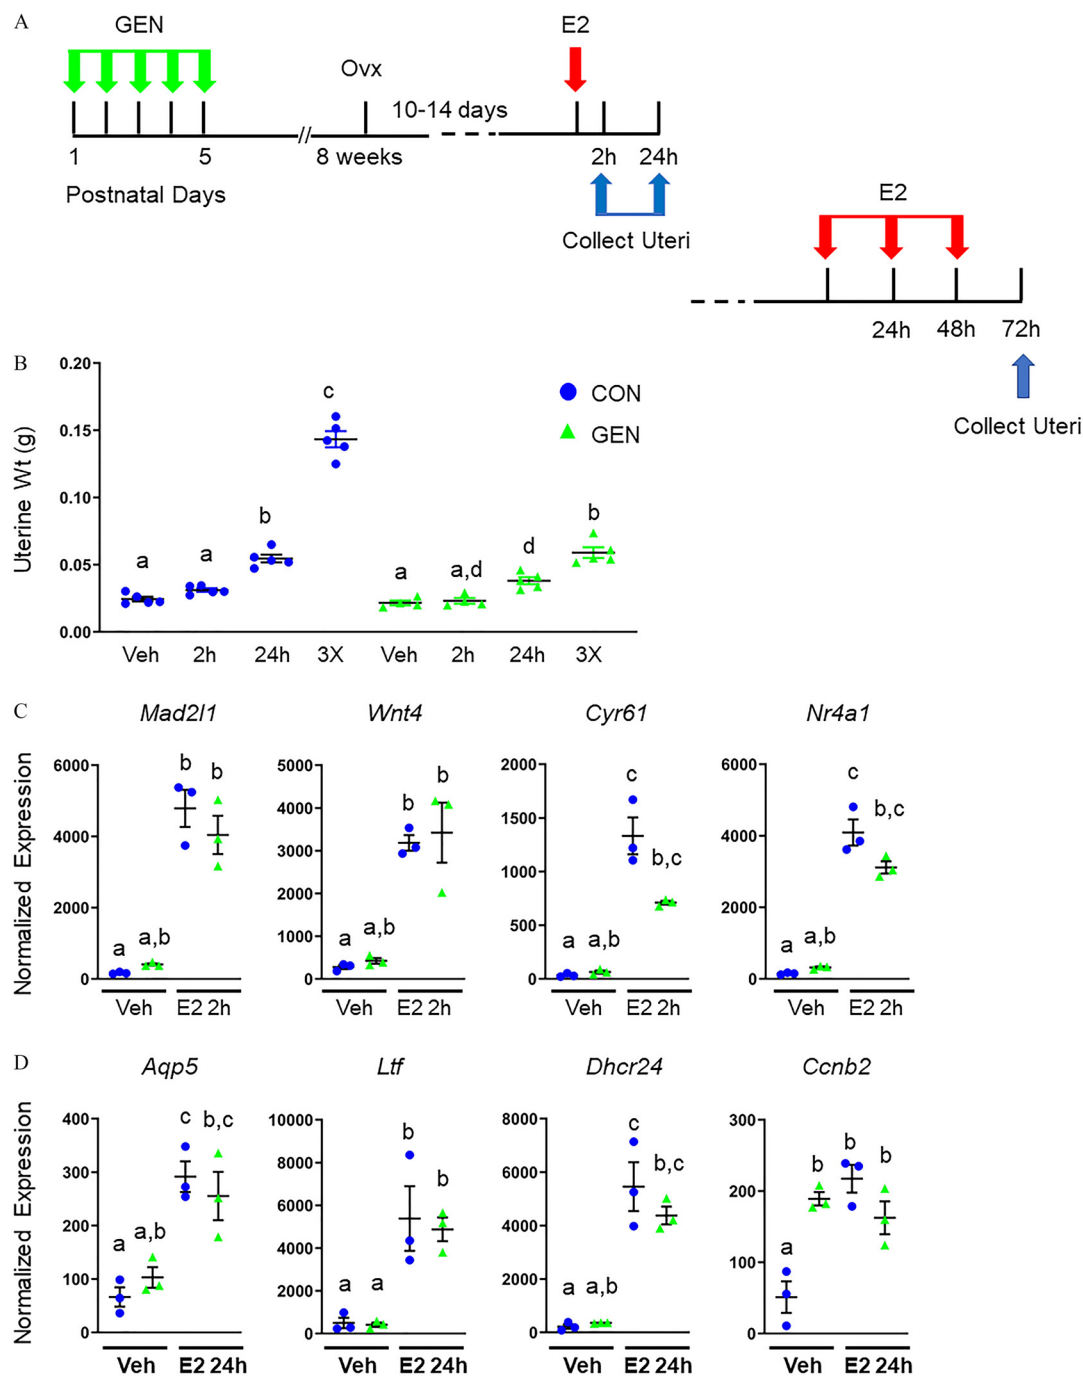 A
GEN
E2
Ovx
10-14 days
//
1 5 8 weeks 2h 24h
Postnatal Days
Collect Uteri
E2
24h 48h 72h
Collect Uteri
B
Uterine Wt (g)
0.20
0.15
0.10
0.05
0.00
a a b c a a,d d b
CON
GEN
Veh 2h 24h 3X Veh 2h 24h 3X
C
Normalized Expression
Mad2l1
6000
4000
2000
0
a a,b b b
Veh E2 2h
Wnt4
5000
4000
3000
2000
1000
0
a a,b b b
Veh E2 2h
Cyr61
2000
1500
1000
500
0
a a,b c b,c
Veh E2 2h
Nr4a1
6000
4000
2000
0
a a,b c b,c
Veh E2 2h
D
Normalized Expression
Aqp5
400
300
200
100
0
a a,b c b,c
Veh E2 24h
Ltf
10000
8000
6000
4000
2000
0
a a b b
Veh E2 24h
Dhcr24
8000
6000
4000
2000
0
a a,b c b,c
Veh E2 24h
Ccnb2
300
200
100
0
a b b b
Veh E2 24h